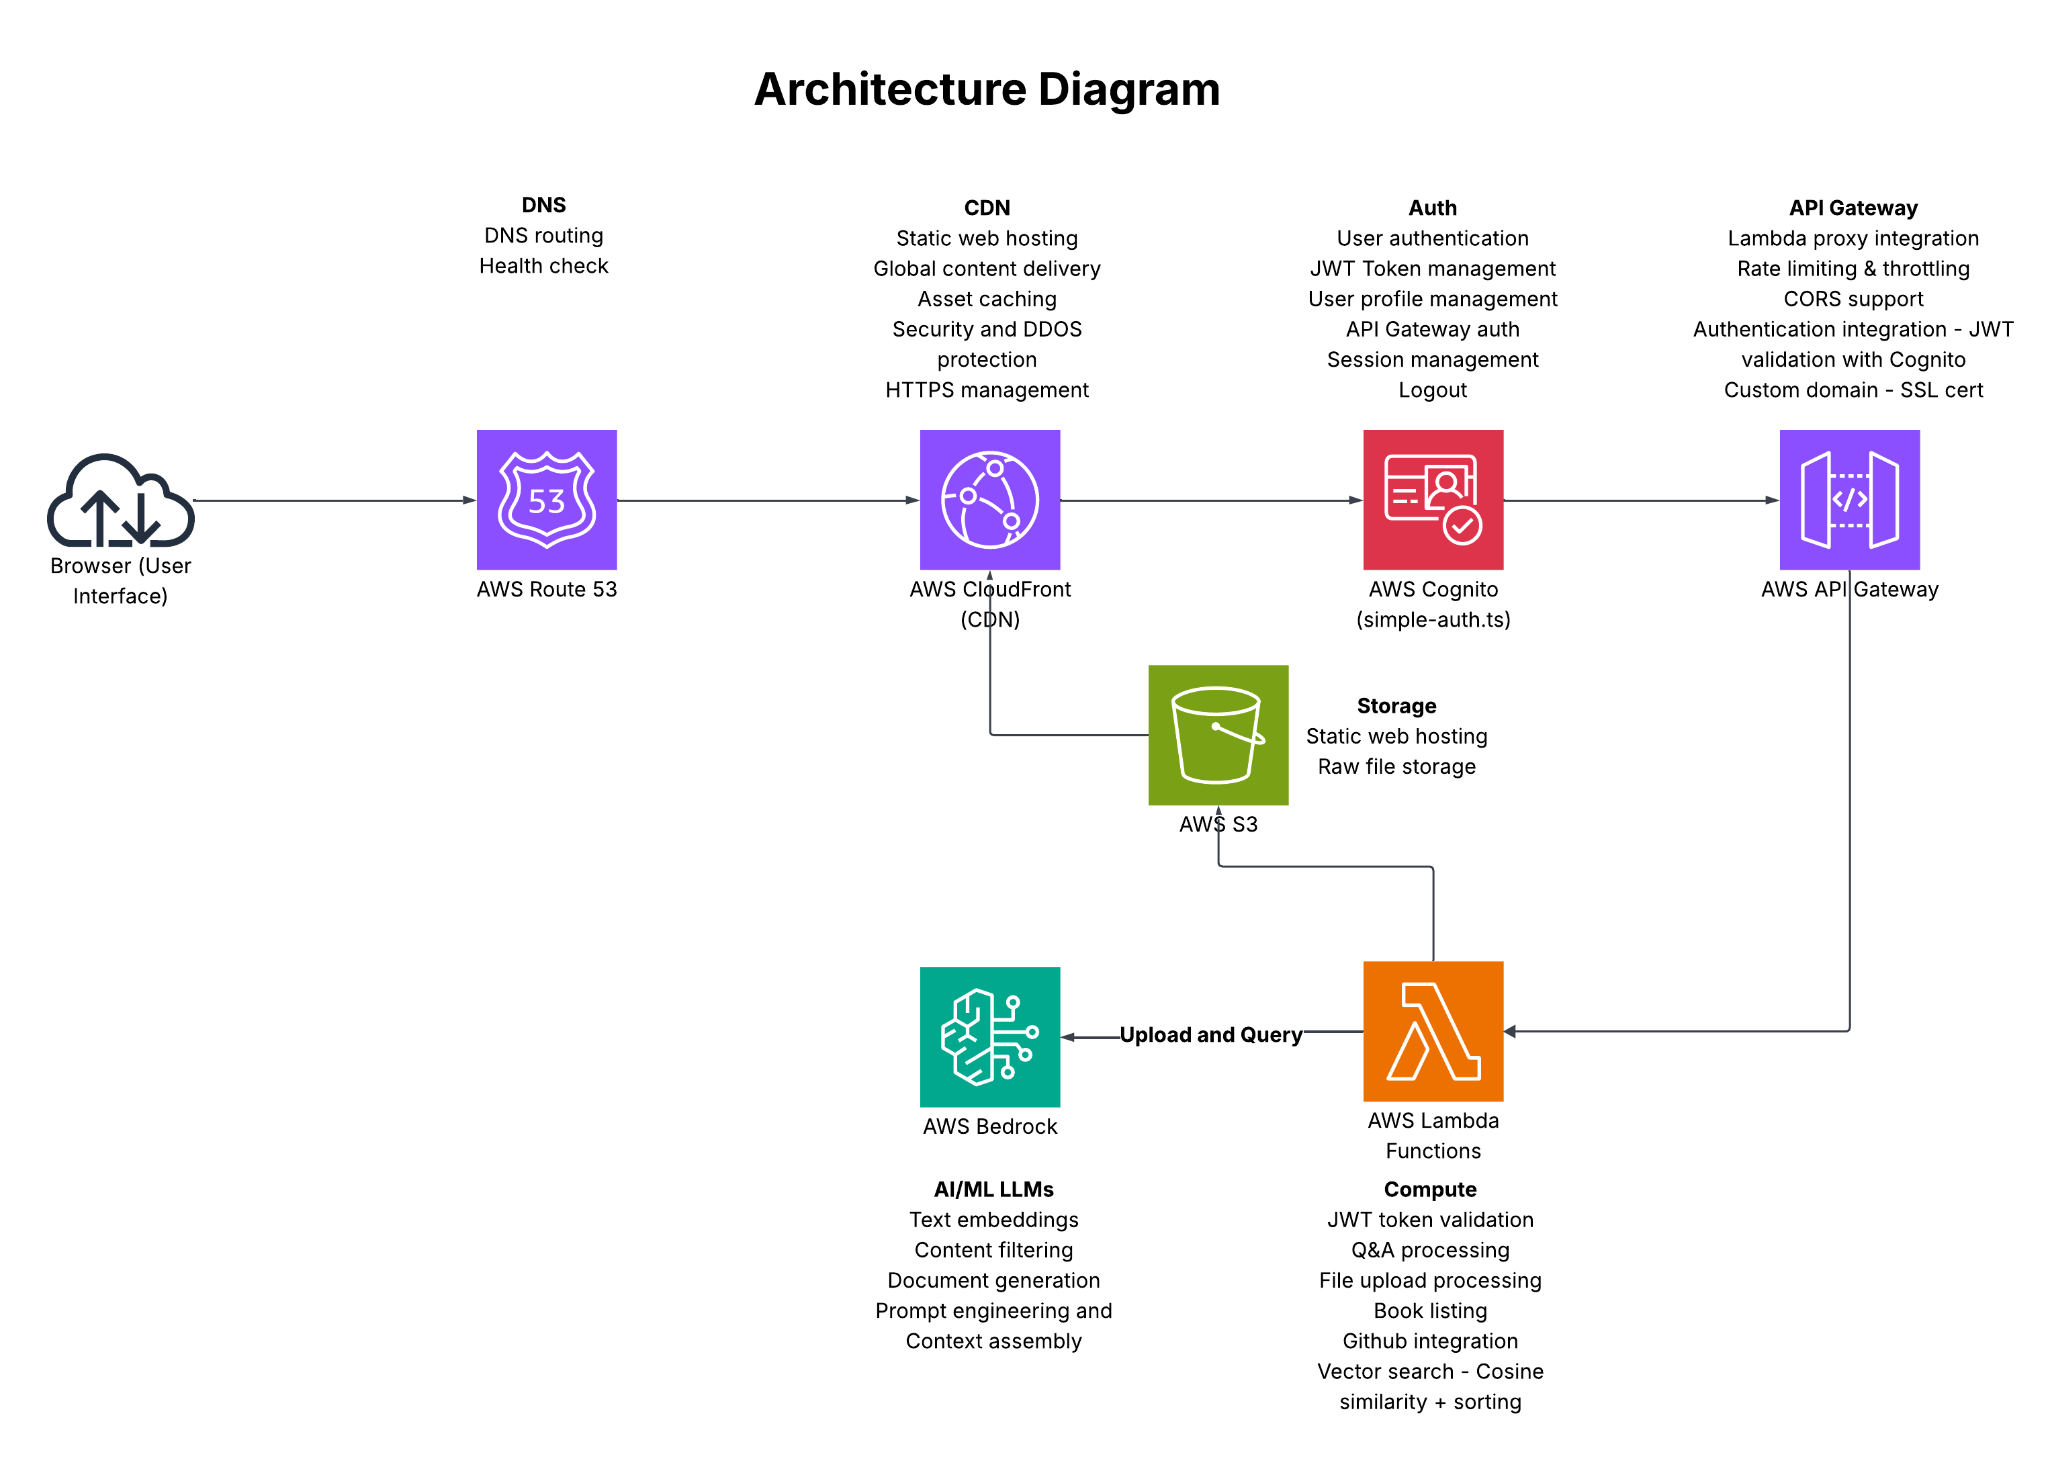 Architecture Diagram
DNS
DNS routing
Health check
CDN
Static web hosting
Global content delivery
Asset caching
Security and DDOS
protection
HTTPS management
Auth
User authentication
JWT Token management
User profile management
API Gateway auth
Session management
Logout
API Gateway
Lambda proxy integration
Rate limiting & throttling
CORS support
Authentication integration - JWT
validation with Cognito
Custom domain - SSL cert
53
Browser (User
Interface)
AWS Route 53
AWS CloudFront
(CDN)
AWS Cognito
(simple-auth.ts)
AWS API Gateway
Storage
Static web hosting
Raw file storage
AWS S3
Upload and Query
AWS Bedrock
AWS Lambda
Functions
AI/ML LLMs
Text embeddings
Content filtering
Document generation
Prompt engineering and
Context assembly
Compute
JWT token validation
Q&A processing
File upload processing
Book listing
Github integration
Vector search - Cosine
similarity + sorting